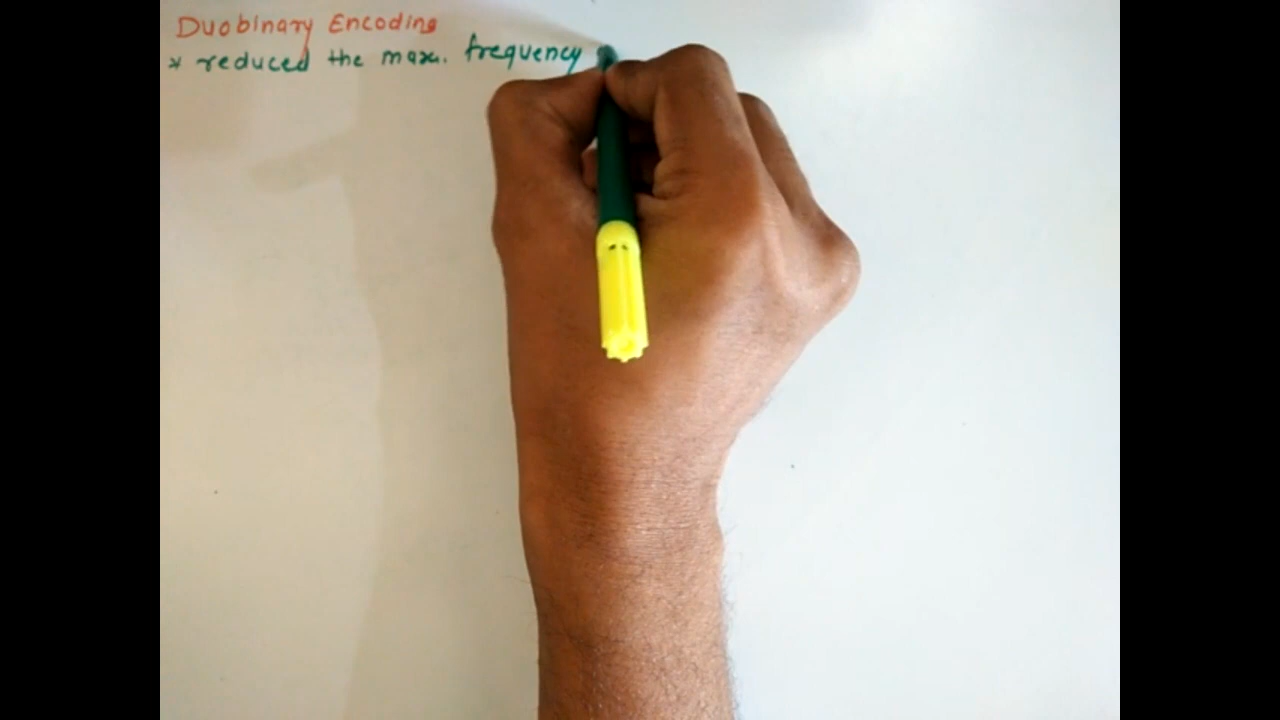 Duobinary Encoding
* reduced the max. frequency